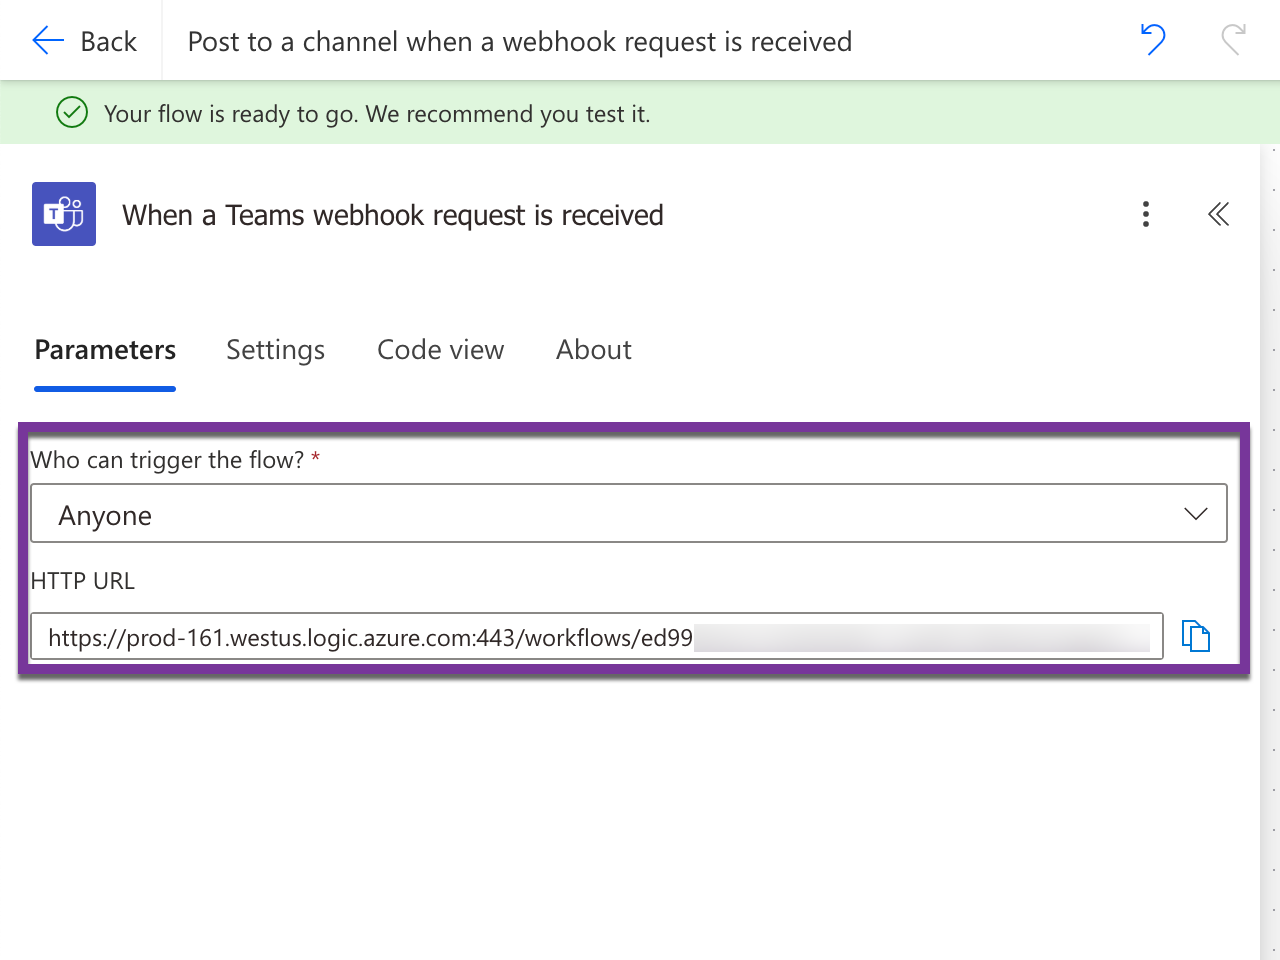 Back
Post to a channel when a webhook request is received
Your flow is ready to go. We recommend you test it.
T
When a Teams webhook request is received
Parameters
Settings
Code view
About
Who can trigger the flow? *
Anyone
HTTP URL
https://prod-161.westus.logic.azure.com:443/workflows/ed99